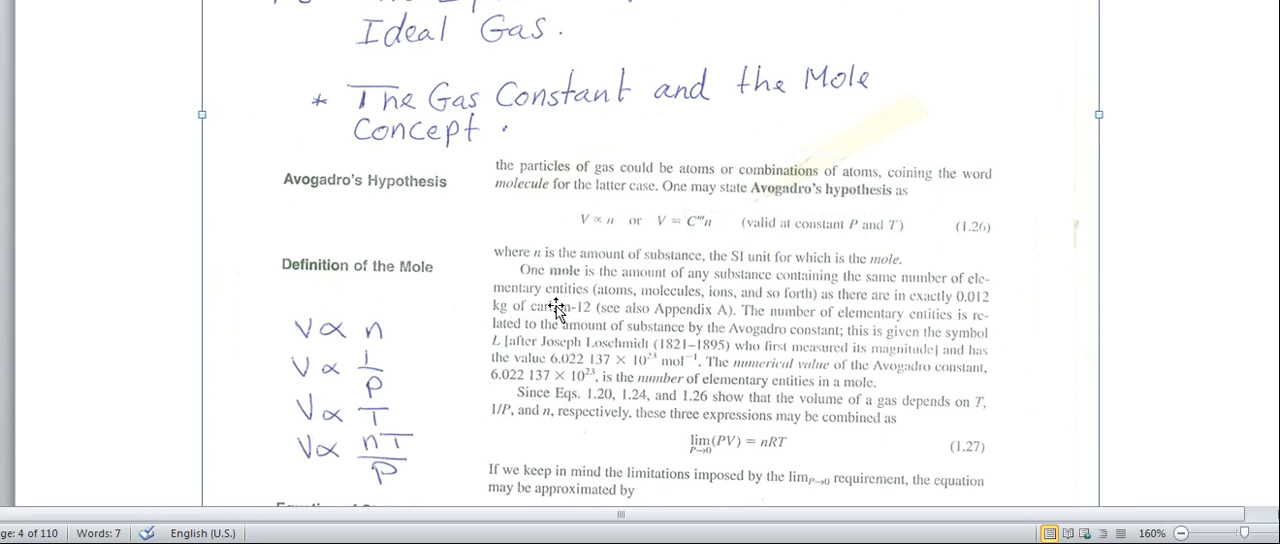 Ideal Gas.
* The Gas Constant and the Mole
Concept.
the particles of gas could be atoms or combinations of atoms, coining the word
Avogadro's Hypothesis
molecule for the latter case. One may state Avogadro's hypothesis as
V ∝ n or V = C‴n (valid at constant P and T) (1.26)
where n is the amount of substance, the SI unit for which is the mole.
Definition of the Mole
One mole is the amount of any substance containing the same number of ele-
mentary entities (atoms, molecules, ions, and so forth) as there are in exactly 0.012
kg of carbon-12 (see also Appendix A). The number of elementary entities is re-
lated to the amount of substance by the Avogadro constant; this is given the symbol
L [after Joseph Loschmidt (1821–1895) who first measured its magnitude] and has
the value 6.022 137 × 10²³ mol⁻¹. The numerical value of the Avogadro constant,
6.022 137 × 10²³, is the number of elementary entities in a mole.
Since Eqs. 1.20, 1.24, and 1.26 show that the volume of a gas depends on T,
1/P, and n, respectively, these three expressions may be combined as
lim (PV) = nRT (1.27)
P→0
If we keep in mind the limitations imposed by the lim P→0 requirement, the equation
may be approximated by
V ∝ n
V ∝ 1/P
V ∝ T
V ∝ nT/P
ge: 4 of 110 Words: 7 English (U.S.) 160%